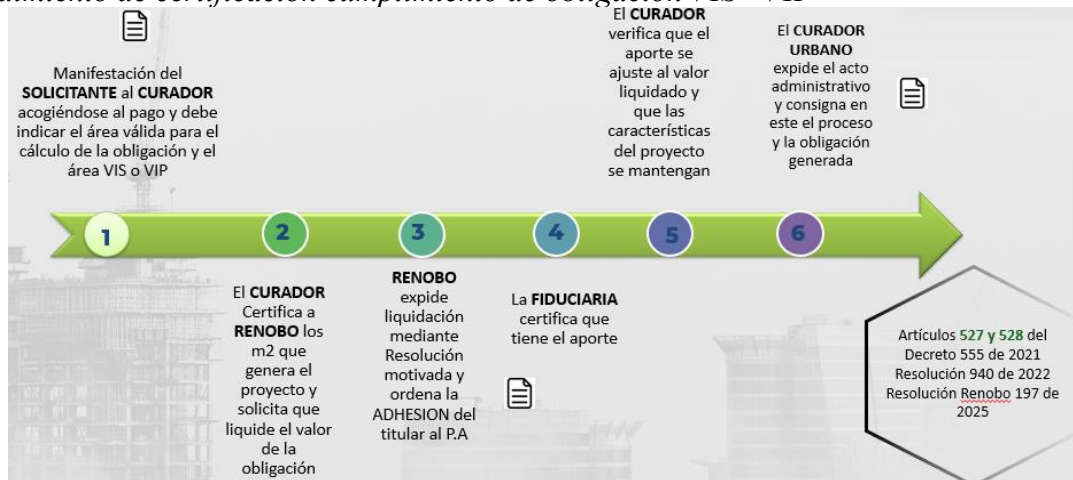 Manifestación del
SOLICITANTE al CURADOR
acogiéndose al pago y debe
indicar el área válida para el
cálculo de la obligación y el
área VIS o VIP
El CURADOR
verifica que el
aporte se
ajuste al valor
liquidado y
que las
características
del proyecto
se mantengan
El CURADOR
URBANO
expide el acto
administrativo
y consigna en
este el proceso
y la obligación
generada
1
2
3
4
5
6
El CURADOR
Certifica a
RENOBO los
m2 que
genera el
proyecto y
solicita que
liquide el valor
de la
obligación
RENOBO
expide
liquidación
mediante
Resolución
motivada y
ordena la
ADHESION del
titular al P.A
La FIDUCIARIA
certifica que
tiene el aporte
Artículos 527 y 528 del
Decreto 555 de 2021
Resolución 940 de 2022
Resolución Renobo 197 de
2025